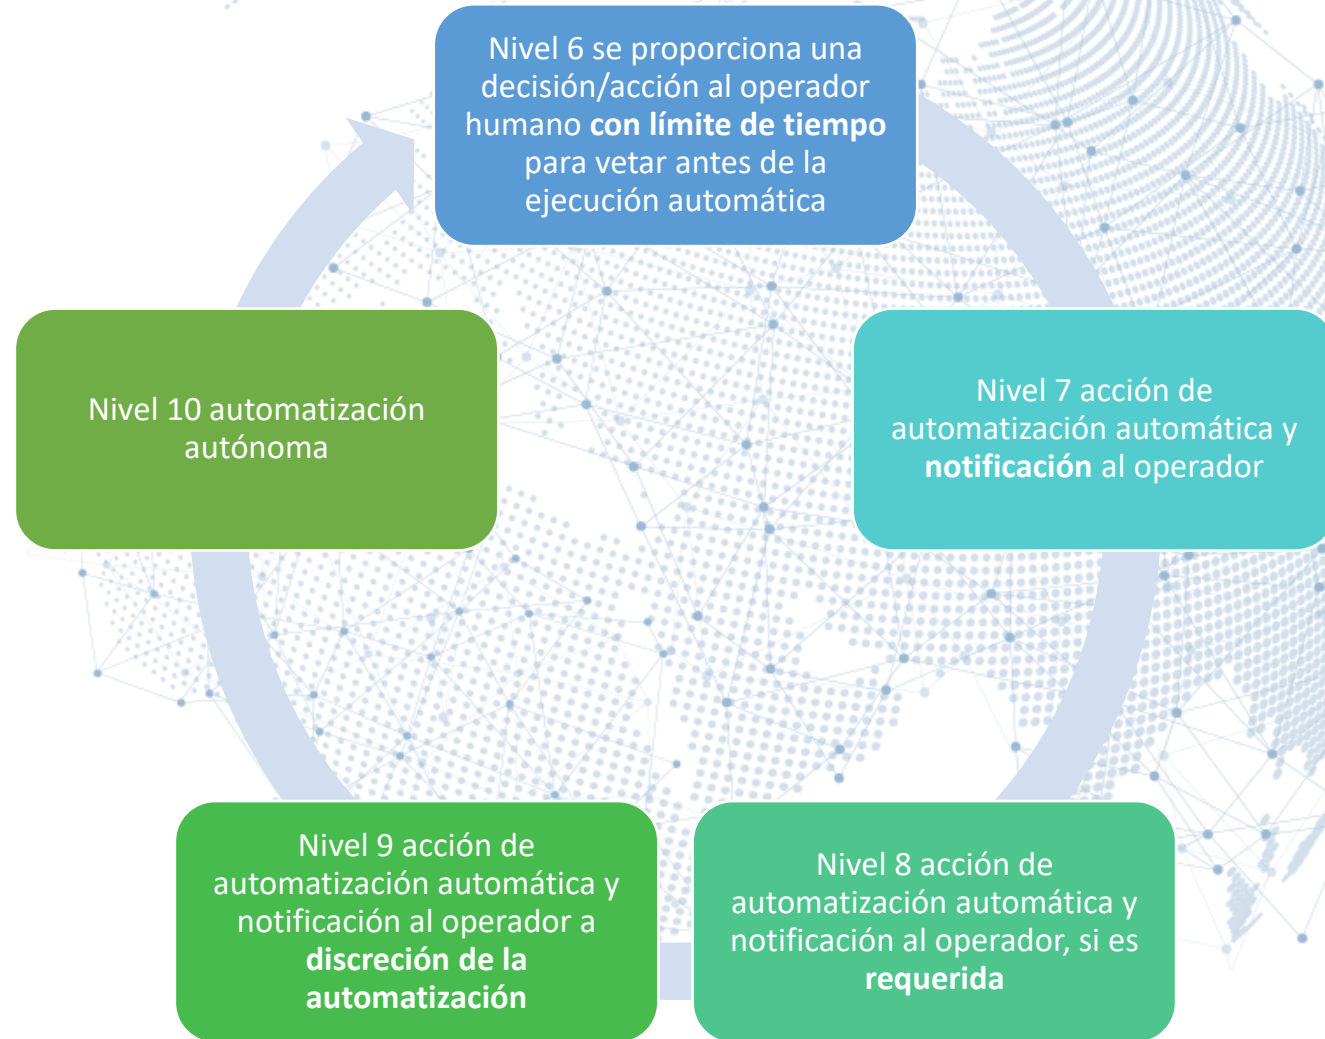 Nivel 6 se proporciona una
decisión/acción al operador
humano con límite de tiempo
para vetar antes de la
ejecución automática
Nivel 7 acción de
automatización automática y
notificación al operador
Nivel 8 acción de
automatización automática y
notificación al operador, si es
requerida
Nivel 9 acción de
automatización automática y
notificación al operador a
discreción de la
automatización
Nivel 10 automatización
autónoma